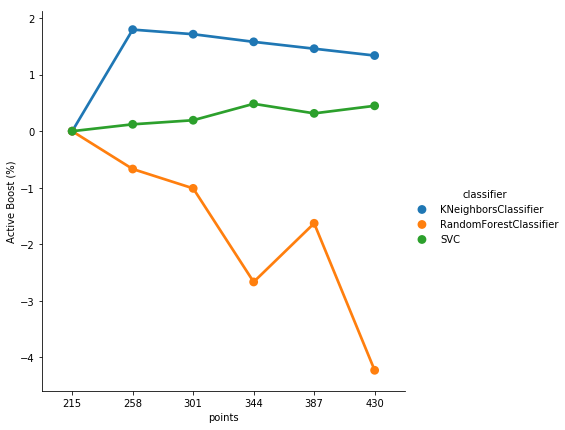 2
1
0
−1
−2
−3
−4
Active Boost (%)
215 258 301 344 387 430
points
classifier
KNeighborsClassifier
RandomForestClassifier
SVC